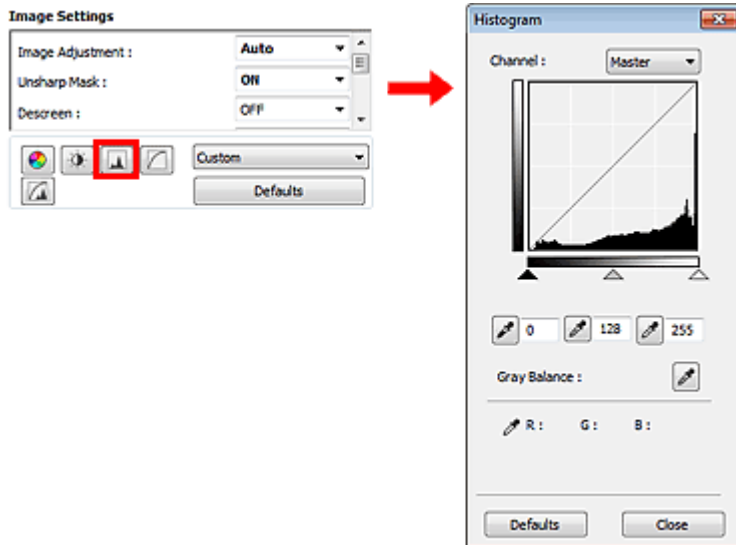 Image Settings
Image Adjustment : Auto
Unsharp Mask : ON
Descreen : OFF
Custom
Defaults
Histogram
Channel : Master
0 128 255
Gray Balance :
R : G : B :
Defaults Close